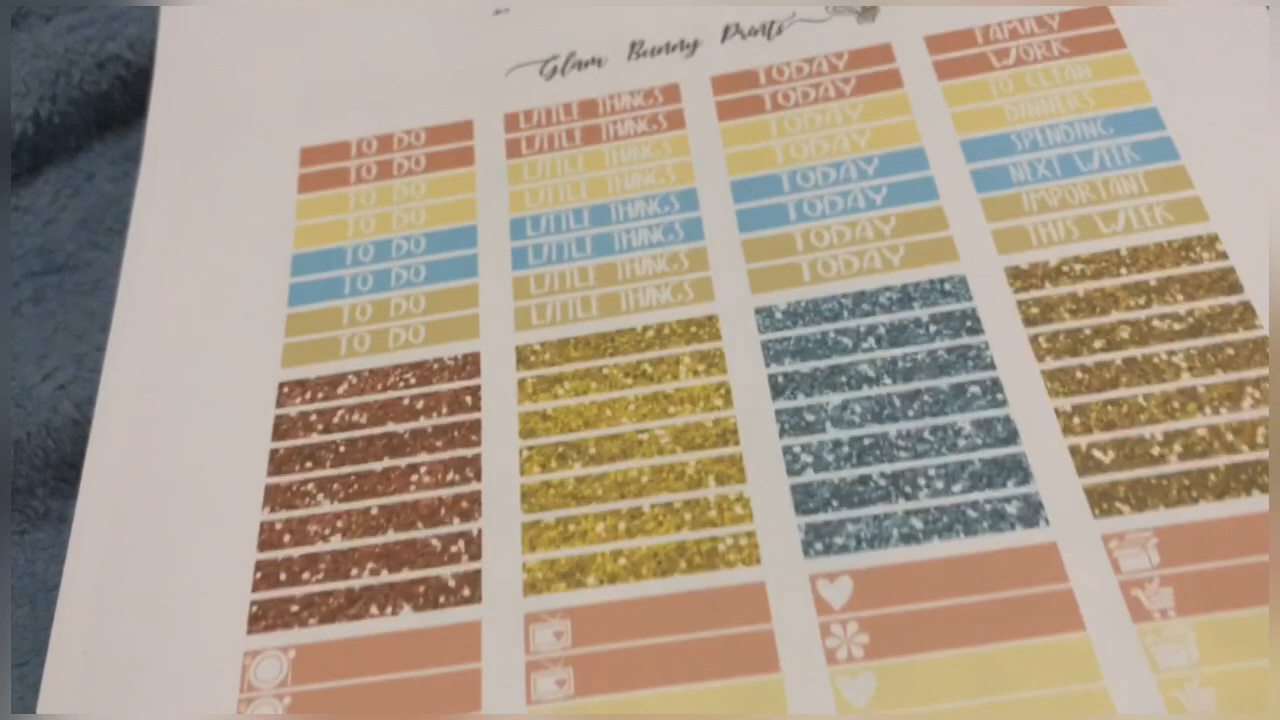 Glam Bunny Prints
TO DO
TO DO
TO DO
TO DO
TO DO
TO DO
TO DO
TO DO
LITTLE THINGS
LITTLE THINGS
LITTLE THINGS
LITTLE THINGS
LITTLE THINGS
LITTLE THINGS
LITTLE THINGS
LITTLE THINGS
TODAY
TODAY
TODAY
TODAY
TODAY
TODAY
TODAY
TODAY
FAMILY
WORK
TO CLEAN
DINNERS
SPENDING
NEXT WEEK
IMPORTANT
THIS WEEK